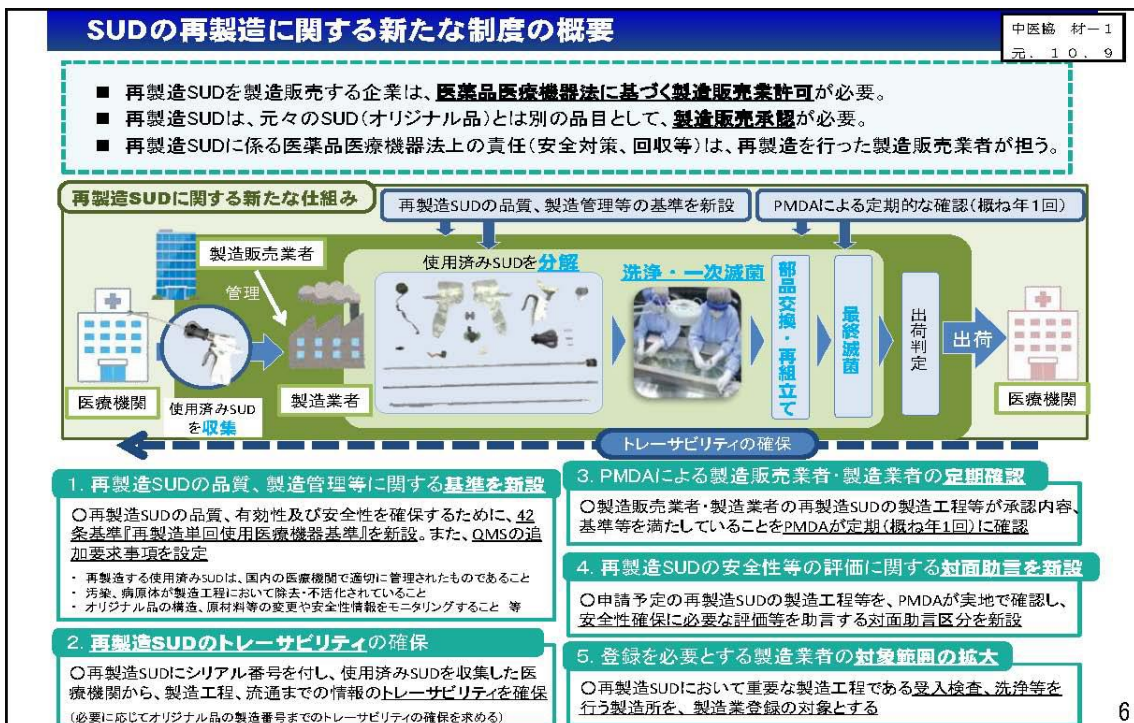 SUDの再製造に関する新たな制度の概要
中医協 材－１
元．１０．９
■ 再製造SUDを製造販売する企業は、医薬品医療機器法に基づく製造販売業許可が必要。
■ 再製造SUDは、元々のSUD(オリジナル品)とは別の品目として、製造販売承認が必要。
■ 再製造SUDに係る医薬品医療機器法上の責任(安全対策、回収等)は、再製造を行った製造販売業者が担う。
再製造SUDに関する新たな仕組み
再製造SUDの品質、製造管理等の基準を新設
PMDAによる定期的な確認(概ね年1回)
製造販売業者
管理
医療機関
使用済みSUD
を収集
製造業者
使用済みSUDを分解
洗浄・一次滅菌
部品交換・再組立て
最終滅菌
出荷判定
出荷
医療機関
トレーサビリティの確保
1. 再製造SUDの品質、製造管理等に関する基準を新設
○再製造SUDの品質、有効性及び安全性を確保するために、42
条基準『再製造単回使用医療機器基準』を新設。また、QMSの追
加要求事項を設定
・ 再製造する使用済みSUDは、国内の医療機関で適切に管理されたものであること
・ 汚染、病原体が製造工程において除去・不活化されていること
・ オリジナル品の構造、原材料等の変更や安全性情報をモニタリングすること 等
2. 再製造SUDのトレーサビリティの確保
○再製造SUDにシリアル番号を付し、使用済みSUDを収集した医
療機関から、製造工程、流通までの情報のトレーサビリティを確保
(必要に応じてオリジナル品の製造番号までのトレーサビリティの確保を求める)
3. PMDAによる製造販売業者・製造業者の定期確認
○製造販売業者・製造業者の再製造SUDの製造工程等が承認内容、
基準等を満たしていることをPMDAが定期(概ね年1回)に確認
4. 再製造SUDの安全性等の評価に関する対面助言を新設
○申請予定の再製造SUDの製造工程等を、PMDAが実地で確認し、
安全性確保に必要な評価等を助言する対面助言区分を新設
5. 登録を必要とする製造業者の対象範囲の拡大
○再製造SUDにおいて重要な製造工程である受入検査、洗浄等を
行う製造所を、製造業登録の対象とする
6